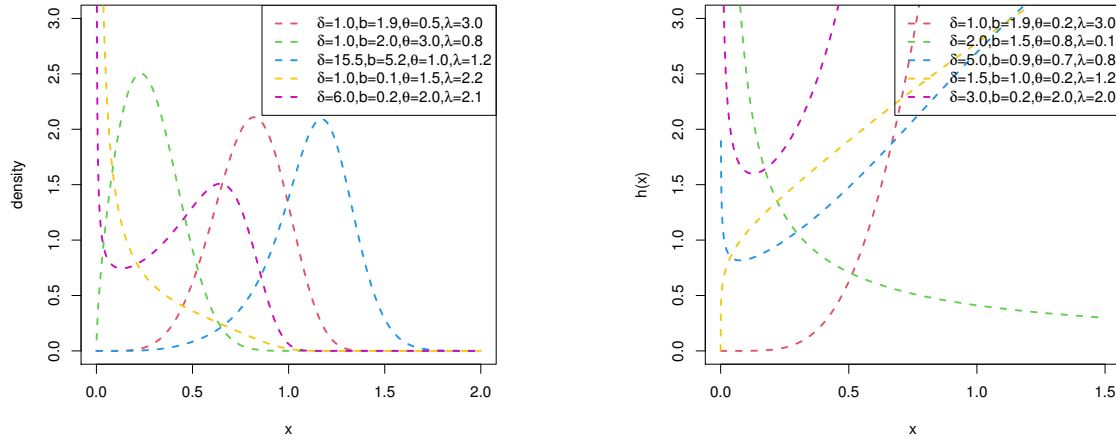 density
0.0 0.5 1.0 1.5 2.0 2.5 3.0
δ=1.0,b=1.9,θ=0.5,λ=3.0
δ=1.0,b=2.0,θ=3.0,λ=0.8
δ=15.5,b=5.2,θ=1.0,λ=1.2
δ=1.0,b=0.1,θ=1.5,λ=2.2
δ=6.0,b=0.2,θ=2.0,λ=2.1
0.0 0.5 1.0 1.5 2.0
x
h(x)
0.0 0.5 1.0 1.5 2.0 2.5 3.0
δ=1.0,b=1.9,θ=0.2,λ=3.0
δ=2.0,b=1.5,θ=0.8,λ=0.1
δ=5.0,b=0.9,θ=0.7,λ=0.8
δ=1.5,b=1.0,θ=0.2,λ=1.2
δ=3.0,b=0.2,θ=2.0,λ=2.0
0.0 0.5 1.0 1.5
x